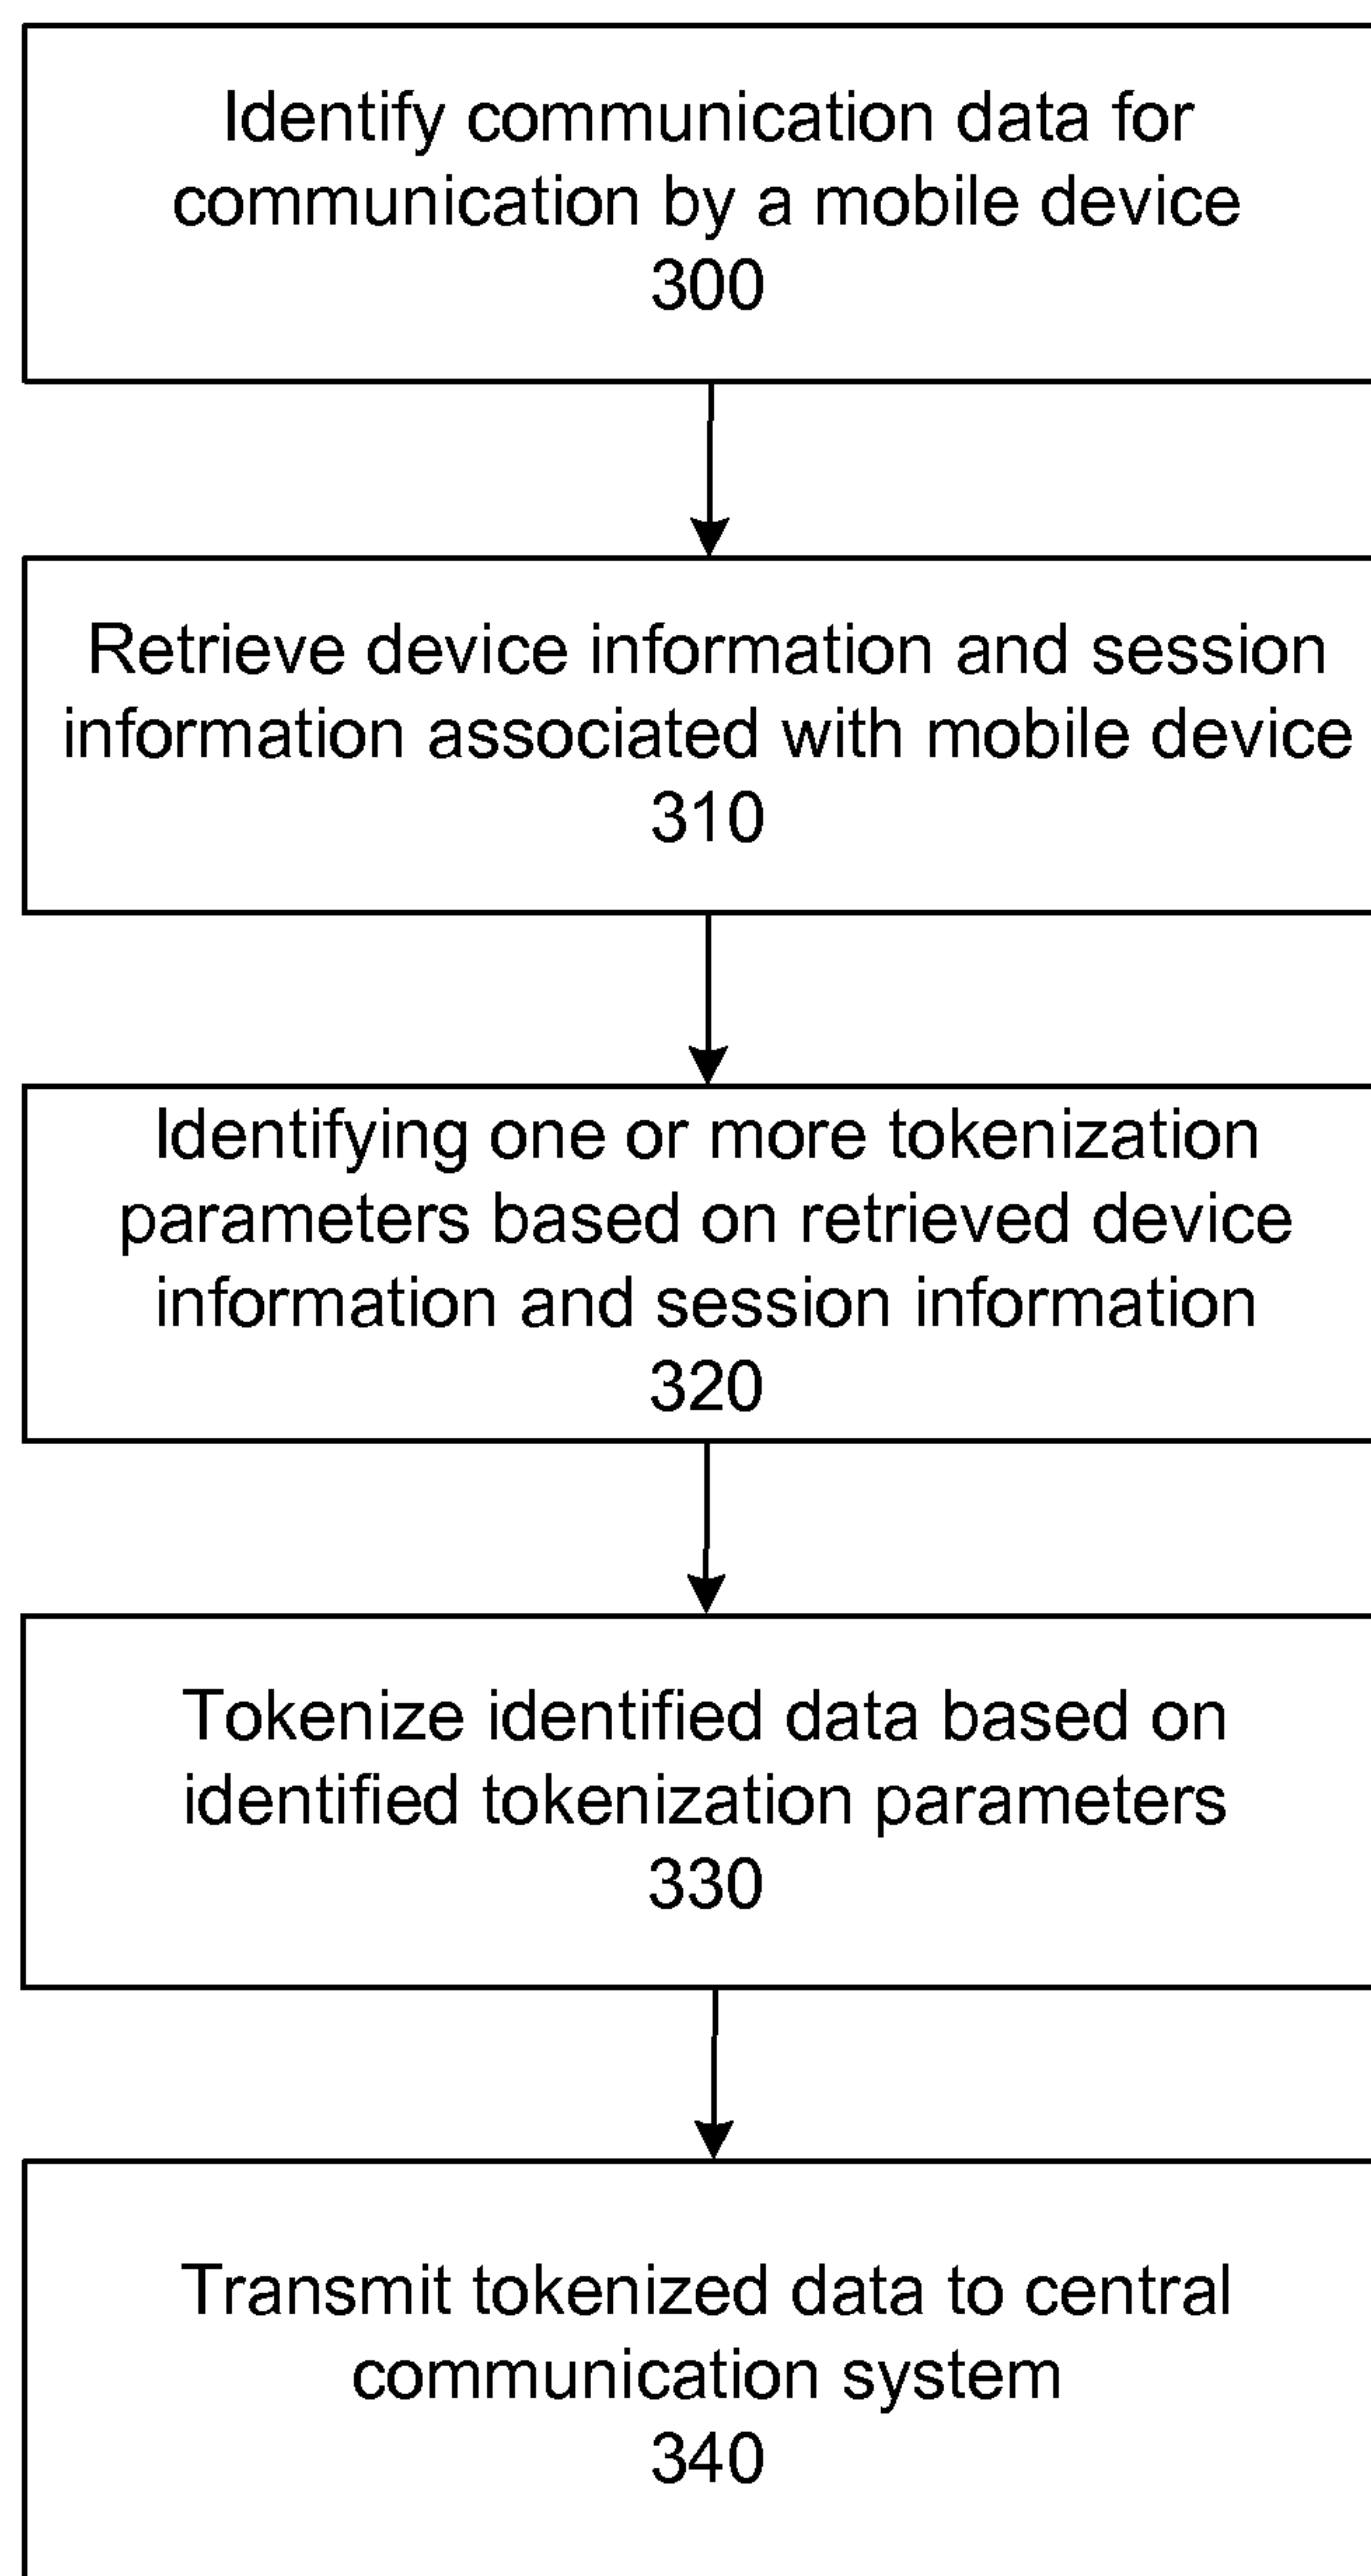 Identify communication data for
communication by a mobile device
300
Retrieve device information and session
information associated with mobile device
310
Identifying one or more tokenization
parameters based on retrieved device
information and session information
320
Tokenize identified data based on
identified tokenization parameters
330
Transmit tokenized data to central
communication system
340